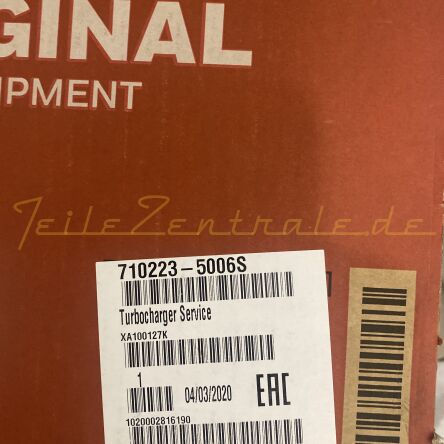 GINAL
IPMENT
TeileZentrale.de
710223-5006S
Turbocharger Service
XA100127K
1 04/03/2020 EAC
1020002816190